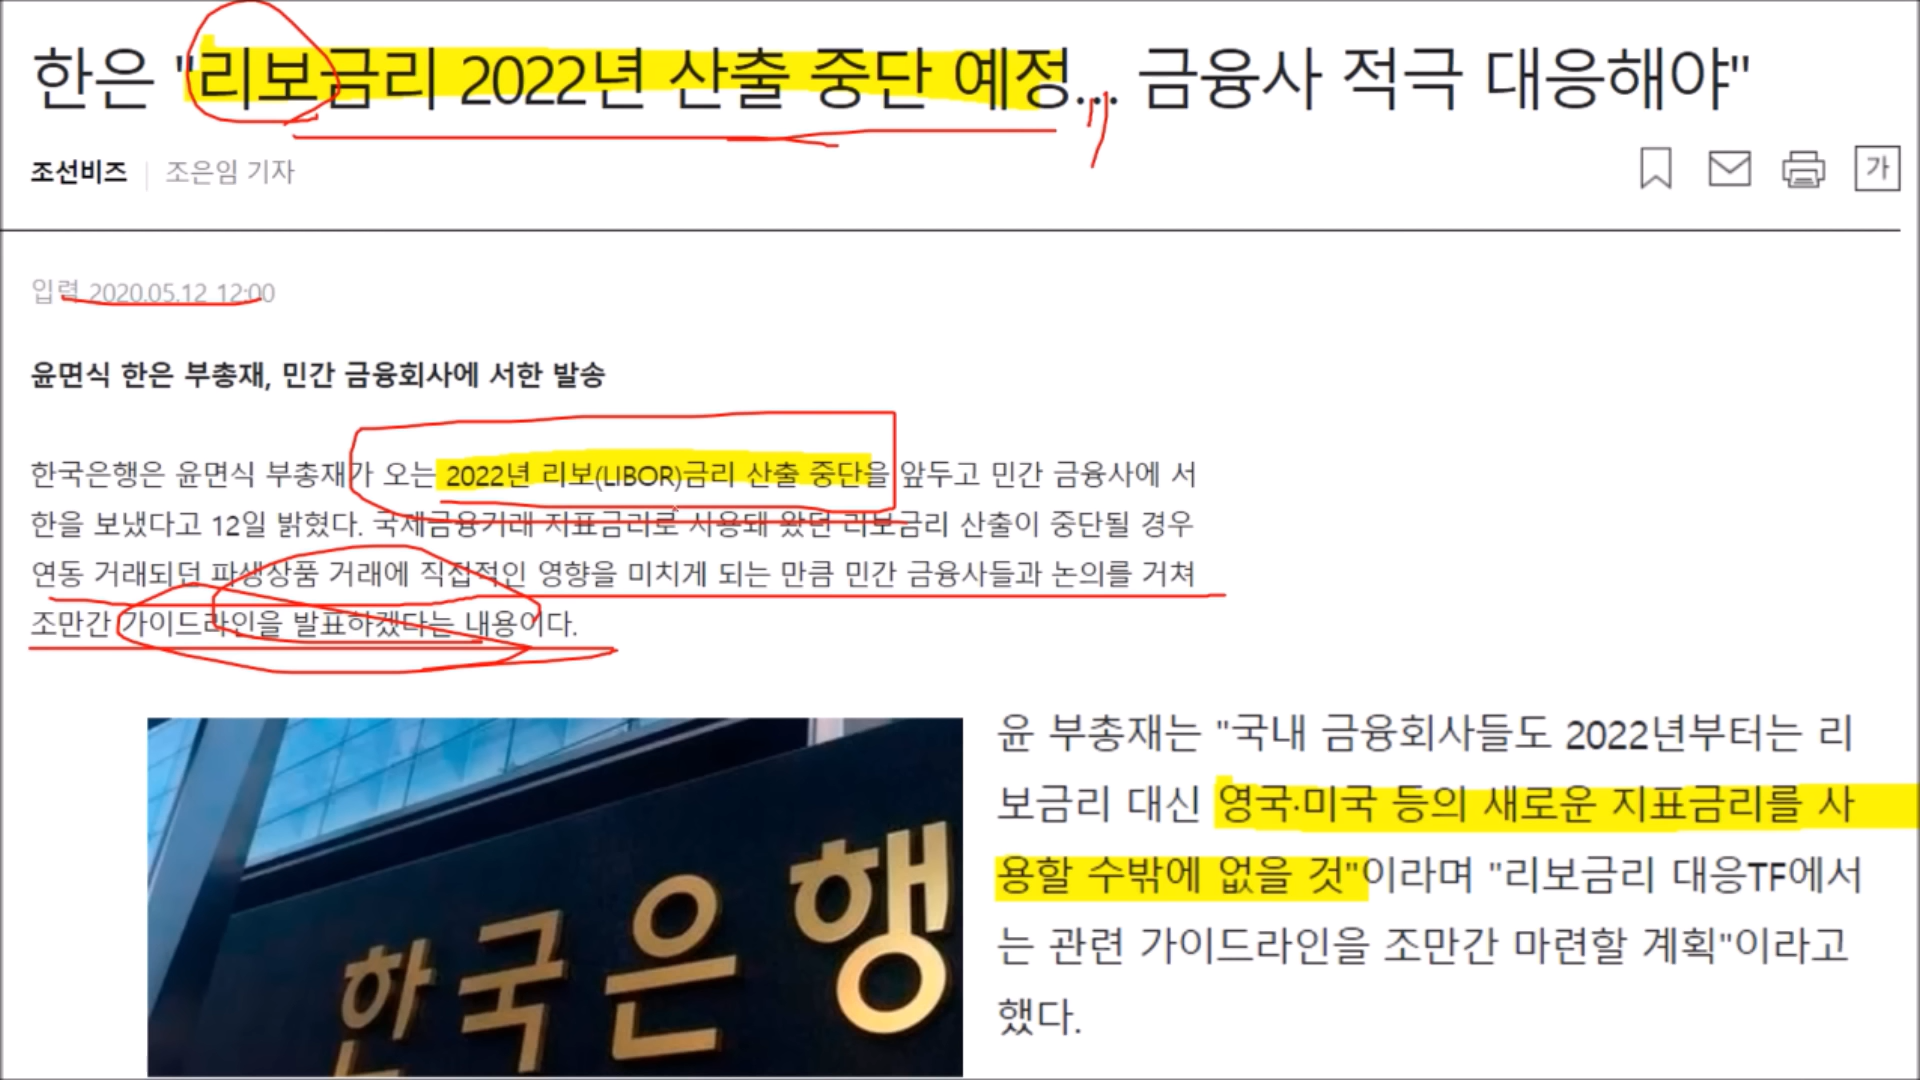 한은 "리보금리 2022년 산출 중단 예정... 금융사 적극 대응해야"
조선비즈 조은임 기자
가
입력 2020.05.12 12:00
윤면식 한은 부총재, 민간 금융회사에 서한 발송
한국은행은 윤면식 부총재가 오는 2022년 리보(LIBOR)금리 산출 중단을 앞두고 민간 금융사에 서
한을 보냈다고 12일 밝혔다. 국제금융거래 지표금리로 사용돼 왔던 리보금리 산출이 중단될 경우
연동 거래되던 파생상품 거래에 직접적인 영향을 미치게 되는 만큼 민간 금융사들과 논의를 거쳐
조만간 가이드라인을 발표하겠다는 내용이다.
한국은행
윤 부총재는 "국내 금융회사들도 2022년부터는 리
보금리 대신 영국·미국 등의 새로운 지표금리를 사
용할 수밖에 없을 것"이라며 "리보금리 대응TF에서
는 관련 가이드라인을 조만간 마련할 계획"이라고
했다.